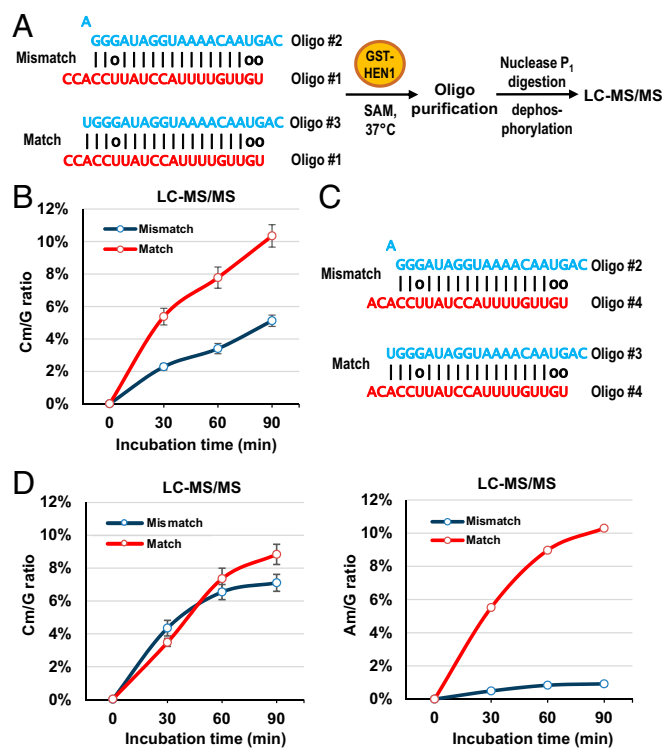 A
A
GGGAUAGGUAAAACAAUGAC Oligo #2
Mismatch
CCACCUUAUCCAUUUUGUUGU Oligo #1
UGGGAUAGGUAAAACAAUGAC Oligo #3
Match
CCACCUUAUCCAUUUUGUUGU Oligo #1
GST-
HEN1
SAM,
37°C
Oligo
purification
Nuclease P1
digestion
dephos-
phorylation
LC-MS/MS
B
LC-MS/MS
Mismatch
Match
Cm/G ratio
12%
10%
8%
6%
4%
2%
0%
0 30 60 90
Incubation time (min)
C
A
GGGAUAGGUAAAACAAUGAC Oligo #2
Mismatch
ACACCUUAUCCAUUUUGUUGU Oligo #4
UGGGAUAGGUAAAACAAUGAC Oligo #3
Match
ACACCUUAUCCAUUUUGUUGU Oligo #4
D
LC-MS/MS
Mismatch
Match
Cm/G ratio
12%
10%
8%
6%
4%
2%
0%
0 30 60 90
Incubation time (min)
LC-MS/MS
Mismatch
Match
Am/G ratio
12%
10%
8%
6%
4%
2%
0%
0 30 60 90
Incubation time (min)